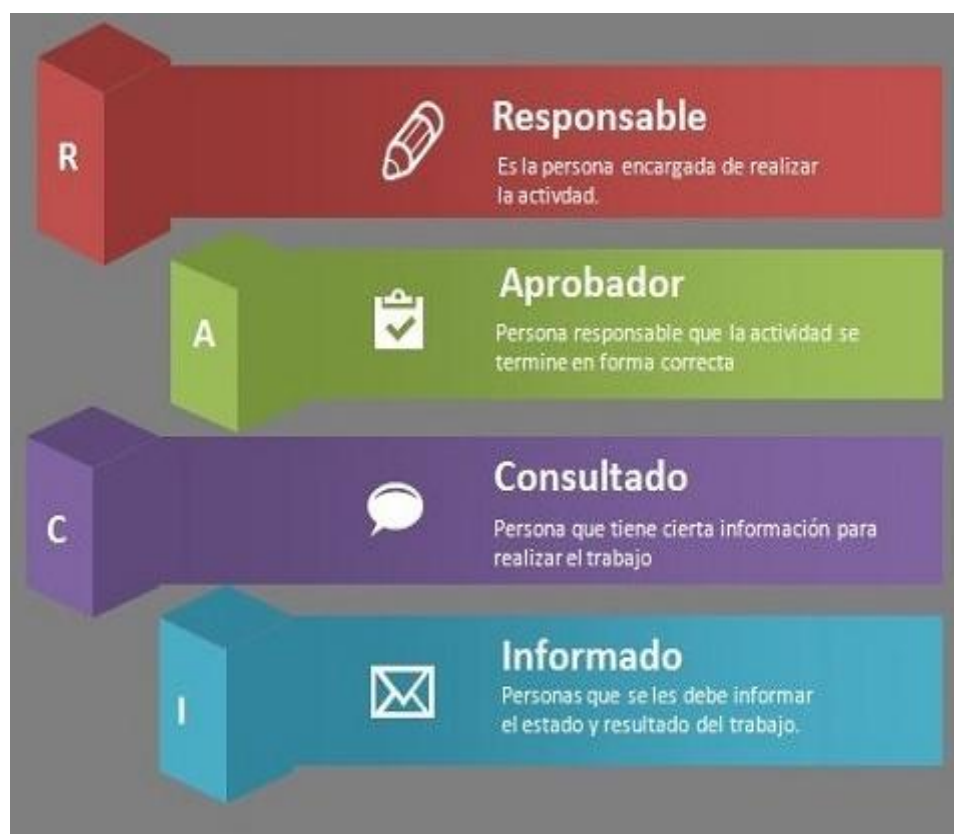 R
Responsable
Es la persona encargada de realizar
la activdad.
A
Aprobador
Persona responsable que la actividad se
termine en forma correcta
C
Consultado
Persona que tiene cierta información para
realizar el trabajo
I
Informado
Personas que se les debe informar
el estado y resultado del trabajo.